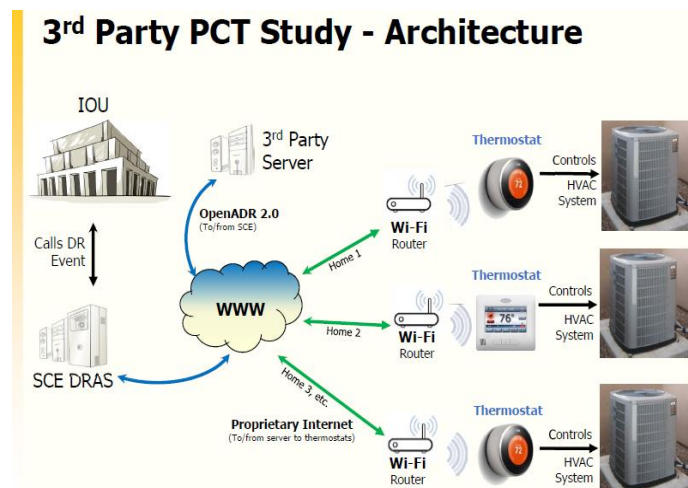 3rd Party PCT Study - Architecture
IOU
3rd Party
Server
Calls DR
Event
OpenADR 2.0
(To/from SCE)
WWW
SCE DRAS
Proprietary Internet
(To/from server to thermostats)
Home 1
Wi-Fi
Router
Thermostat
72
Controls
HVAC
System
Home 2
Wi-Fi
Router
Thermostat
76°
Controls
HVAC
System
Home 3, etc.
Wi-Fi
Router
Thermostat
72
Controls
HVAC
System